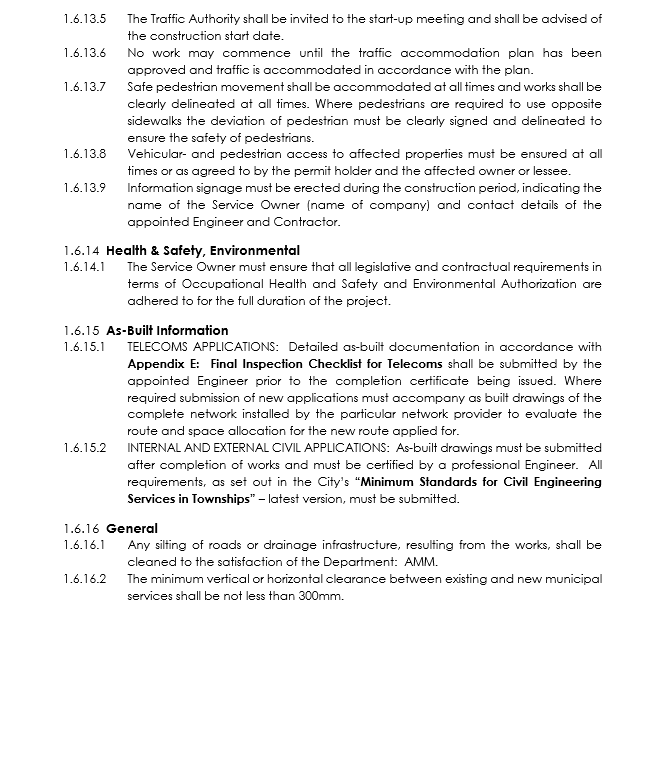 1.6.13.5 The Traffic Authority shall be invited to the start-up meeting and shall be advised of
the construction start date.
1.6.13.6 No work may commence until the traffic accommodation plan has been
approved and traffic is accommodated in accordance with the plan.
1.6.13.7 Safe pedestrian movement shall be accommodated at all times and works shall be
clearly delineated at all times. Where pedestrians are required to use opposite
sidewalks the deviation of pedestrian must be clearly signed and delineated to
ensure the safety of pedestrians.
1.6.13.8 Vehicular- and pedestrian access to affected properties must be ensured at all
times or as agreed to by the permit holder and the affected owner or lessee.
1.6.13.9 Information signage must be erected during the construction period, indicating the
name of the Service Owner (name of company) and contact details of the
appointed Engineer and Contractor.
1.6.14 Health & Safety, Environmental
1.6.14.1 The Service Owner must ensure that all legislative and contractual requirements in
terms of Occupational Health and Safety and Environmental Authorization are
adhered to for the full duration of the project.
1.6.15 As-Built Information
1.6.15.1 TELECOMS APPLICATIONS: Detailed as-built documentation in accordance with
Appendix E: Final Inspection Checklist for Telecoms shall be submitted by the
appointed Engineer prior to the completion certificate being issued. Where
required submission of new applications must accompany as built drawings of the
complete network installed by the particular network provider to evaluate the
route and space allocation for the new route applied for.
1.6.15.2 INTERNAL AND EXTERNAL CIVIL APPLICATIONS: As-built drawings must be submitted
after completion of works and must be certified by a professional Engineer. All
requirements, as set out in the City's “Minimum Standards for Civil Engineering
Services in Townships” – latest version, must be submitted.
1.6.16 General
1.6.16.1 Any silting of roads or drainage infrastructure, resulting from the works, shall be
cleaned to the satisfaction of the Department: AMM.
1.6.16.2 The minimum vertical or horizontal clearance between existing and new municipal
services shall be not less than 300mm.